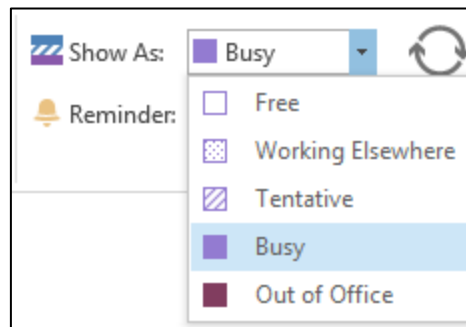 Show As: Busy
Reminder:
Free
Working Elsewhere
Tentative
Busy
Out of Office